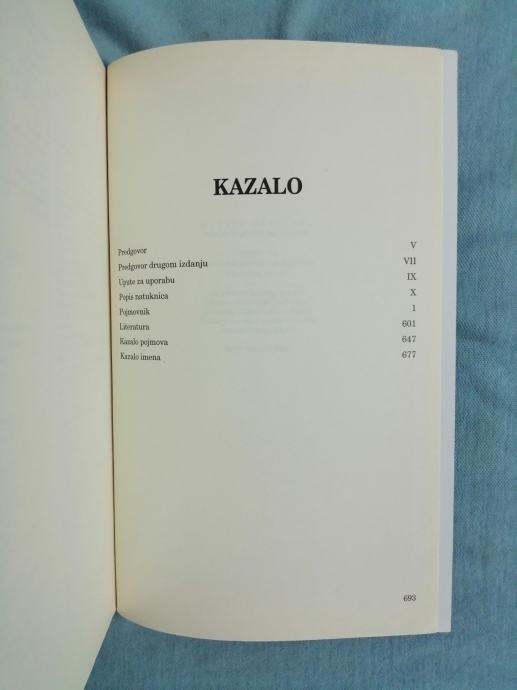 KAZALO
Predgovor V
Predgovor drugom izdanju VII
Upute za uporabu IX
Popis natuknica X
Pojmovnik 1
Literatura 601
Kazalo pojmova 647
Kazalo imena 677
693